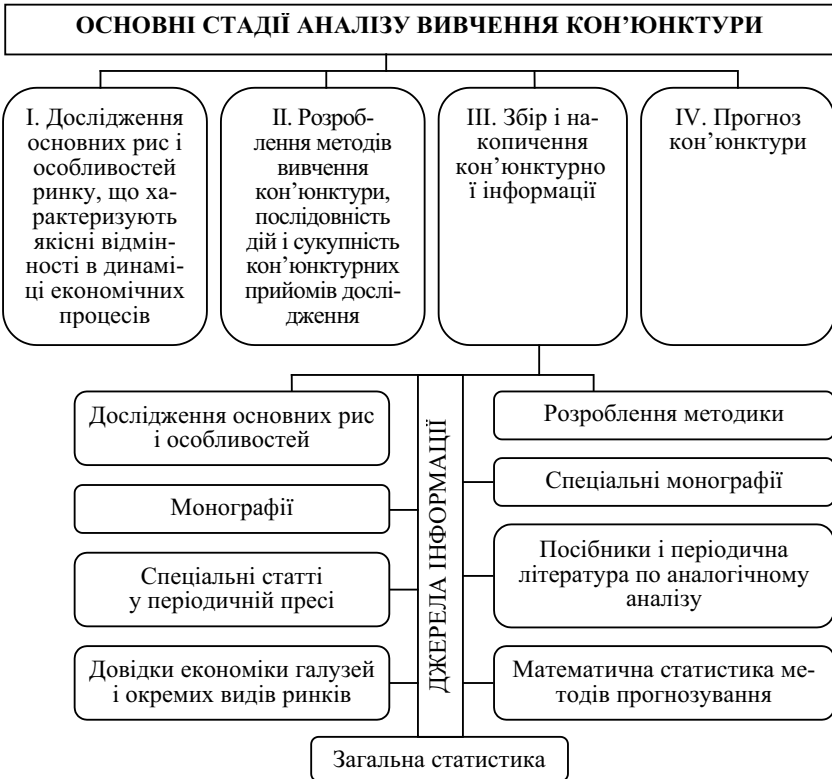 ОСНОВНІ СТАДІЇ АНАЛІЗУ ВИВЧЕННЯ КОН’ЮНКТУРИ
І. Дослідження
основних рис і
особливостей
ринку, що ха-
рактеризують
якісні відмін-
ності в динамі-
ці економічних
процесів
ІІ. Розроб-
лення методів
вивчення
кон’юнктури,
послідовність
дій і сукупність
кон’юнктурних
прийомів дослі-
дження
ІІІ. Збір і на-
копичення
кон’юнктурно
ї інформації
IV. Прогноз
кон’юнктури
Дослідження основних рис
і особливостей
Монографії
Спеціальні статті
у періодичній пресі
Довідки економіки галузей
і окремих видів ринків
ДЖЕРЕЛА ІНФОРМАЦІЇ
Розроблення методики
Спеціальні монографії
Посібники і періодична
література по аналогічному
аналізу
Математична статистика ме-
тодів прогнозування
Загальна статистика